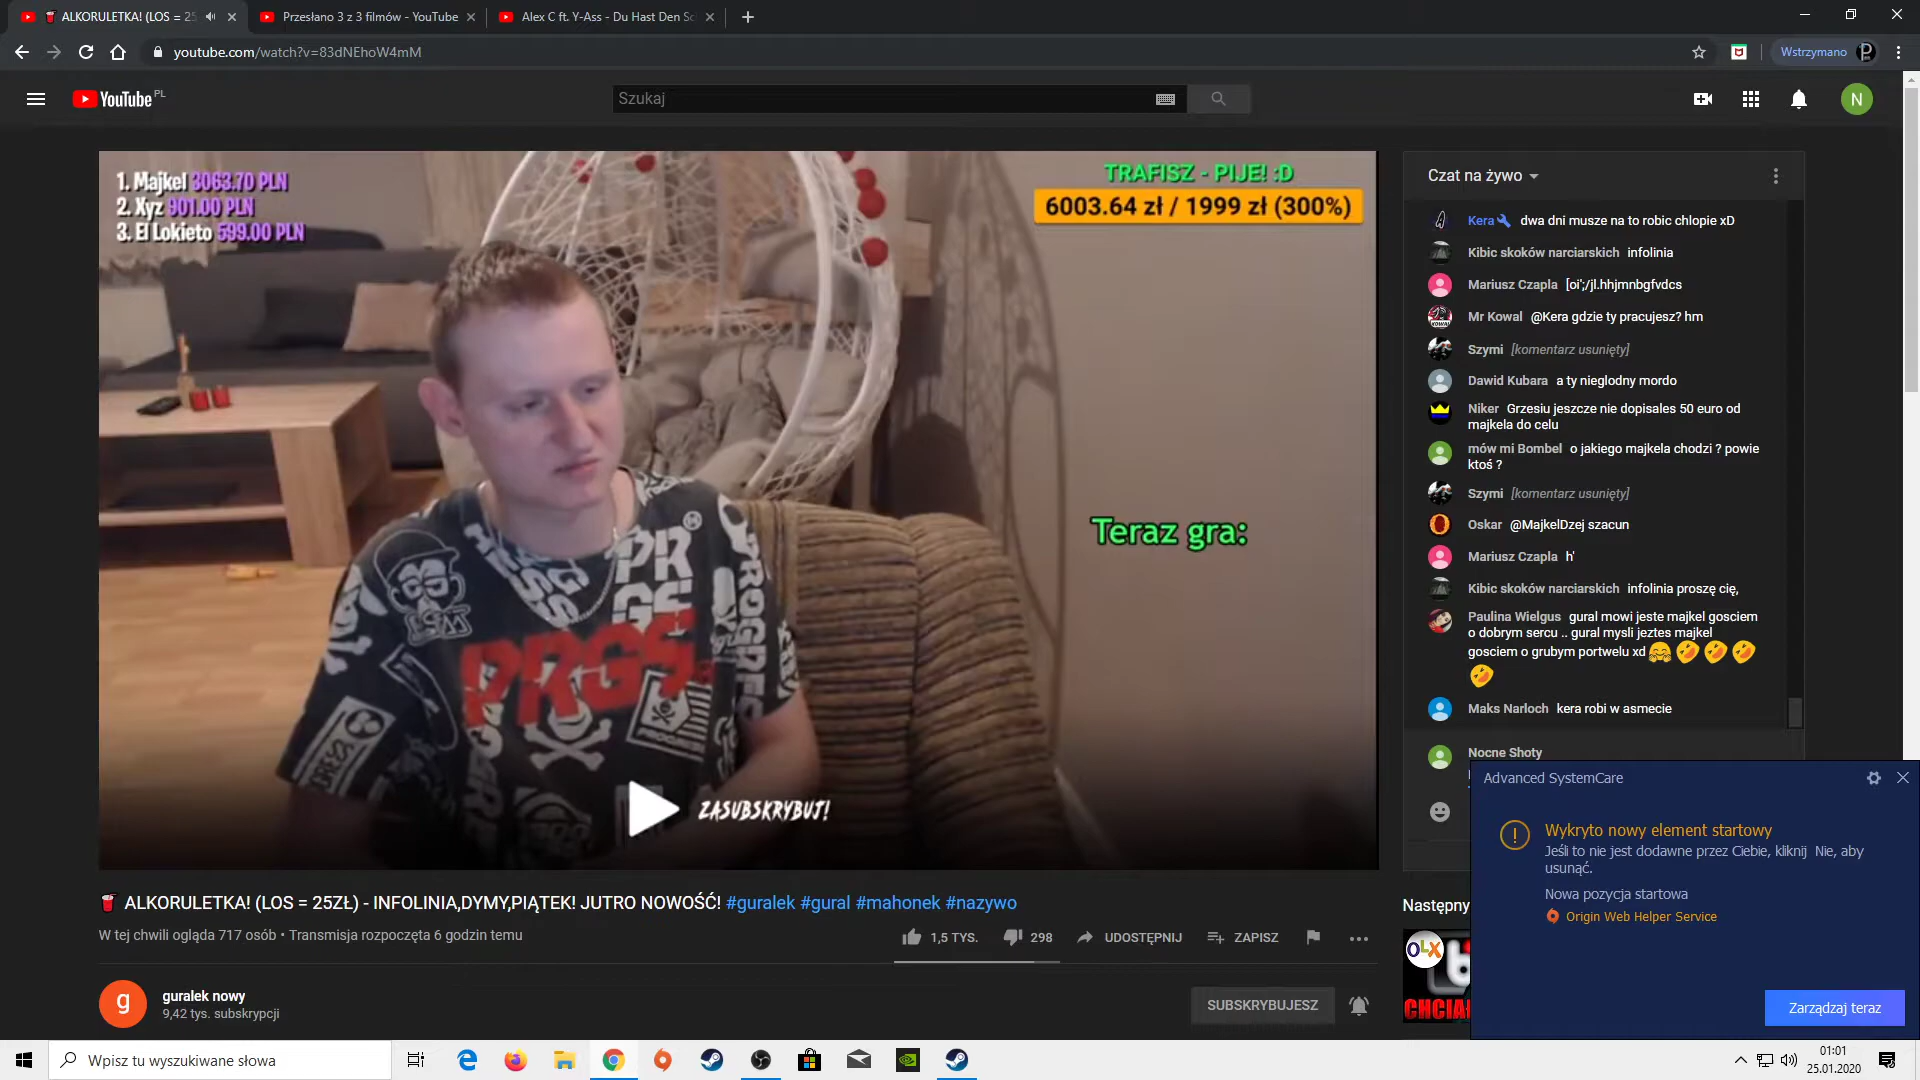 ALKORULETKA! (LOS = 25
Przesłano 3 z 3 filmów - YouTube
Alex C ft. Y-Ass - Du Hast Den Sc
youtube.com/watch?v=83dNEhoW4mM
Wstrzymano
YouTube PL
Szukaj
N
1. Majkel 3063.70 PLN
2. Xyz 901.00 PLN
3. El Lokieto 599.00 PLN
TRAFISZ - PIJE! :D
6003.64 zł / 1999 zł (300%)
Teraz gra:
PRGS
ZASUBSKRYBUJ!
Czat na żywo
Kera dwa dni musze na to robic chlopie xD
Kibic skoków narciarskich infolinia
Mariusz Czapla [oi';/jl.hhjmnbgfvdcs
Mr Kowal @Kera gdzie ty pracujesz? hm
Szymi [komentarz usunięty]
Dawid Kubara a ty nieglodny mordo
Niker Grzesiu jeszcze nie dopisales 50 euro od
majkela do celu
mów mi Bombel o jakiego majkela chodzi ? powie
ktoś ?
Szymi [komentarz usunięty]
Oskar @MajkelDzej szacun
Mariusz Czapla h'
Kibic skoków narciarskich infolinia proszę cię,
Paulina Wielgus gural mowi jeste majkel gosciem
o dobrym sercu .. gural mysli jeztes majkel
gosciem o grubym portwelu xd 🤗🤣🤣🤣
🤣
Maks Narloch kera robi w asmecie
Nocne Shoty
🥤 ALKORULETKA! (LOS = 25ZŁ) - INFOLINIA,DYMY,PIĄTEK! JUTRO NOWOŚĆ! #guralek #gural #mahonek #nazywo
W tej chwili ogląda 717 osób • Transmisja rozpoczęta 6 godzin temu
1,5 TYS.
298
UDOSTĘPNIJ
ZAPISZ
g
guralek nowy
9,42 tys. subskrypcji
SUBSKRYBUJESZ
Następny
OLX
CHCIA
Advanced SystemCare
Wykryto nowy element startowy
Jeśli to nie jest dodawne przez Ciebie, kliknij Nie, aby
usunąć.
Nowa pozycja startowa
Origin Web Helper Service
Zarządzaj teraz
Wpisz tu wyszukiwane słowa
01:01
25.01.2020